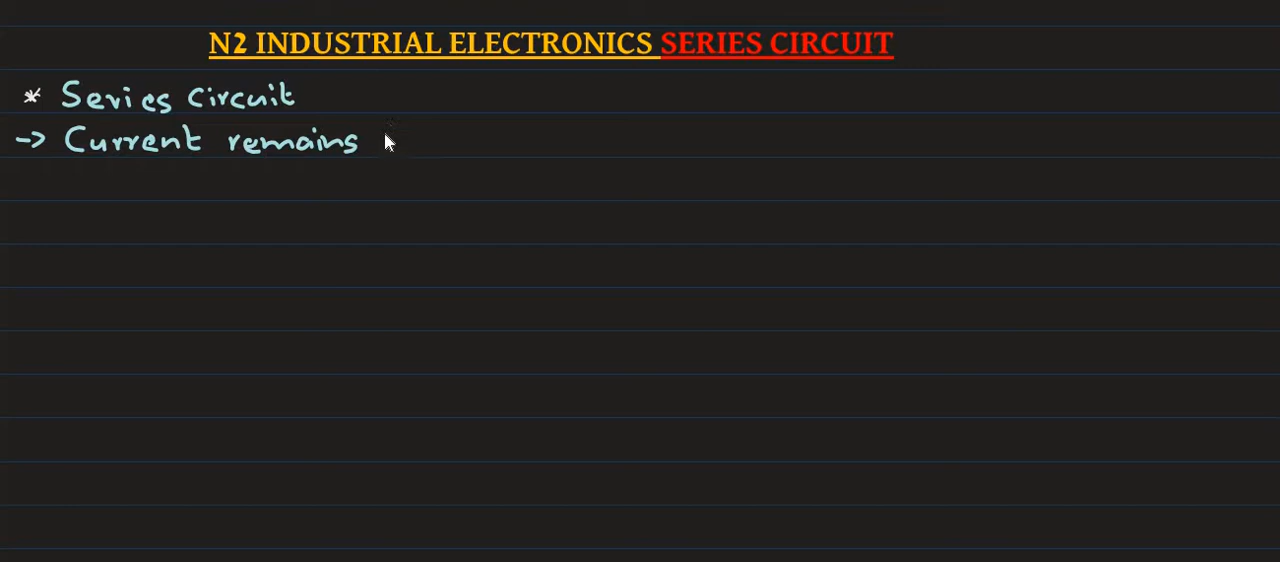 N2 INDUSTRIAL ELECTRONICS SERIES CIRCUIT
* Series Circuit
-> Current remains